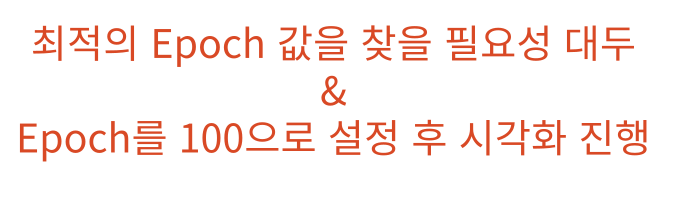 최적의 Epoch 값을 찾을 필요성 대두
&
Epoch를 100으로 설정 후 시각화 진행